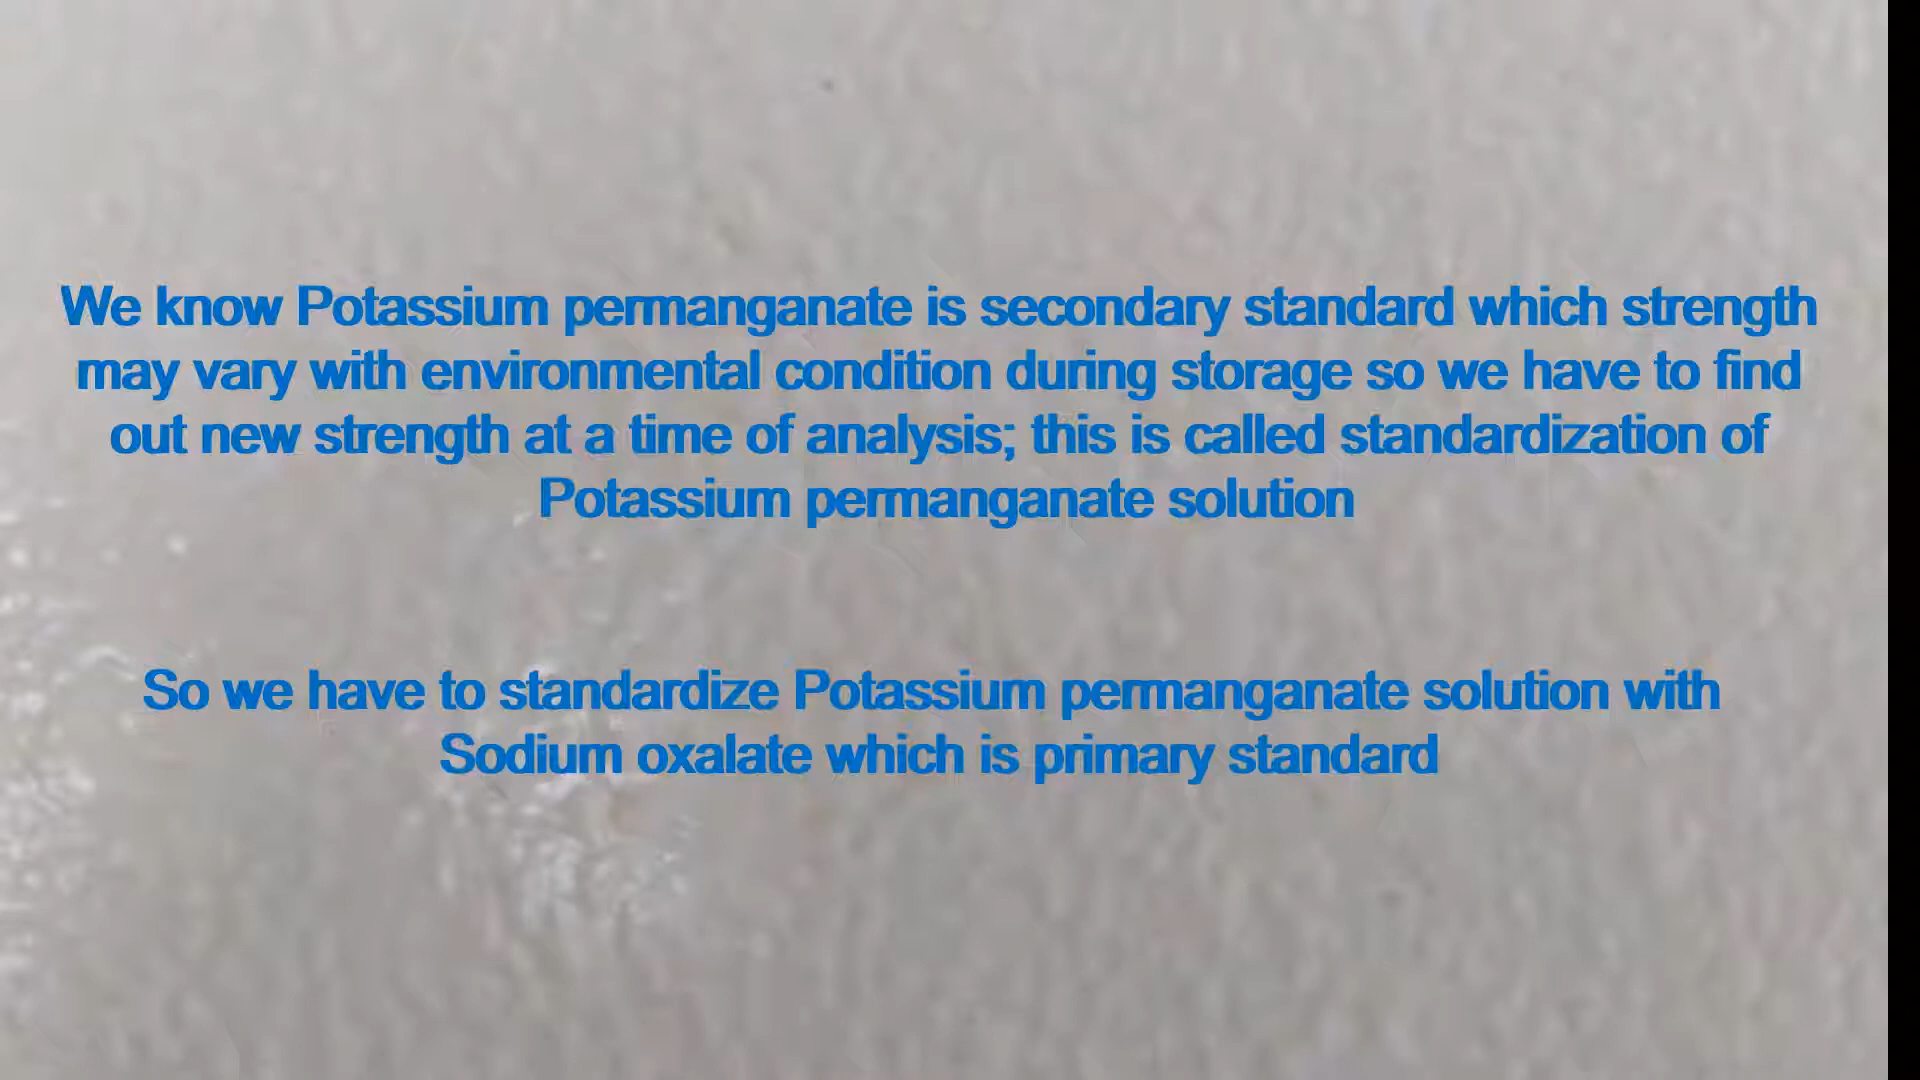 We know Potassium permanganate is secondary standard which strength
may vary with environmental condition during storage so we have to find
out new strength at a time of analysis; this is called standardization of
Potassium permanganate solution
So we have to standardize Potassium permanganate solution with
Sodium oxalate which is primary standard